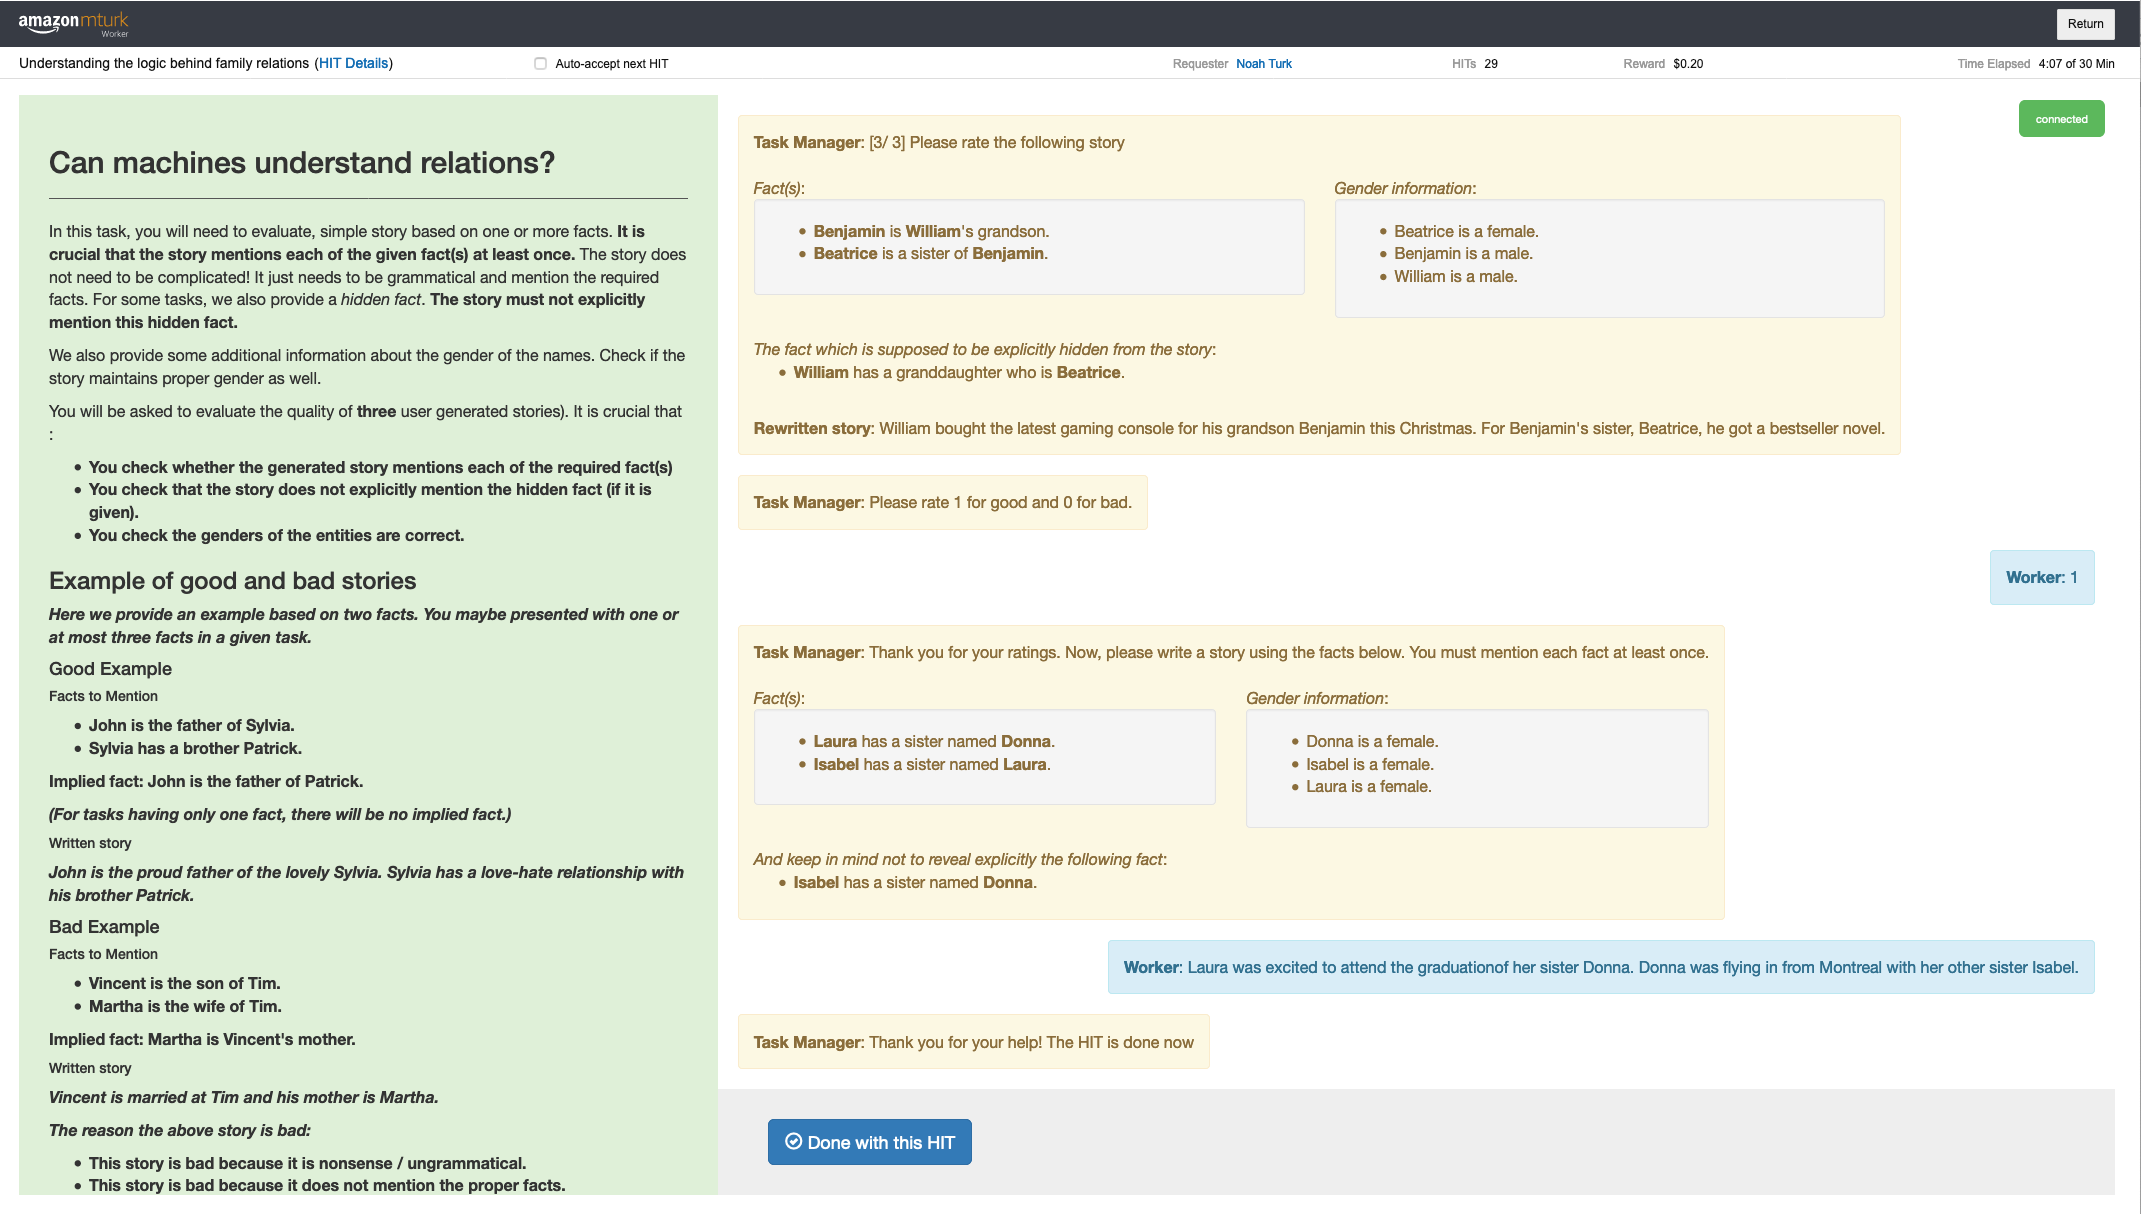 amazonmturk
Worker
Return
Understanding the logic behind family relations (HIT Details)
Auto-accept next HIT
Requester Noah Turk
HITs 29
Reward $0.20
Time Elapsed 4:07 of 30 Min
Can machines understand relations?
In this task, you will need to evaluate, simple story based on one or more facts. It is
crucial that the story mentions each of the given fact(s) at least once. The story does
not need to be complicated! It just needs to be grammatical and mention the required
facts. For some tasks, we also provide a hidden fact. The story must not explicitly
mention this hidden fact.
We also provide some additional information about the gender of the names. Check if the
story maintains proper gender as well.
You will be asked to evaluate the quality of three user generated stories). It is crucial that
:
• You check whether the generated story mentions each of the required fact(s)
• You check that the story does not explicitly mention the hidden fact (if it is
given).
• You check the genders of the entities are correct.
Example of good and bad stories
Here we provide an example based on two facts. You maybe presented with one or
at most three facts in a given task.
Good Example
Facts to Mention
• John is the father of Sylvia.
• Sylvia has a brother Patrick.
Implied fact: John is the father of Patrick.
(For tasks having only one fact, there will be no implied fact.)
Written story
John is the proud father of the lovely Sylvia. Sylvia has a love-hate relationship with
his brother Patrick.
Bad Example
Facts to Mention
• Vincent is the son of Tim.
• Martha is the wife of Tim.
Implied fact: Martha is Vincent's mother.
Written story
Vincent is married at Tim and his mother is Martha.
The reason the above story is bad:
• This story is bad because it is nonsense / ungrammatical.
• This story is bad because it does not mention the proper facts.
connected
Task Manager: [3/ 3] Please rate the following story
Fact(s):
• Benjamin is William's grandson.
• Beatrice is a sister of Benjamin.
Gender information:
• Beatrice is a female.
• Benjamin is a male.
• William is a male.
The fact which is supposed to be explicitly hidden from the story:
• William has a granddaughter who is Beatrice.
Rewritten story: William bought the latest gaming console for his grandson Benjamin this Christmas. For Benjamin's sister, Beatrice, he got a bestseller novel.
Task Manager: Please rate 1 for good and 0 for bad.
Worker: 1
Task Manager: Thank you for your ratings. Now, please write a story using the facts below. You must mention each fact at least once.
Fact(s):
• Laura has a sister named Donna.
• Isabel has a sister named Laura.
Gender information:
• Donna is a female.
• Isabel is a female.
• Laura is a female.
And keep in mind not to reveal explicitly the following fact:
• Isabel has a sister named Donna.
Worker: Laura was excited to attend the graduationof her sister Donna. Donna was flying in from Montreal with her other sister Isabel.
Task Manager: Thank you for your help! The HIT is done now
Done with this HIT